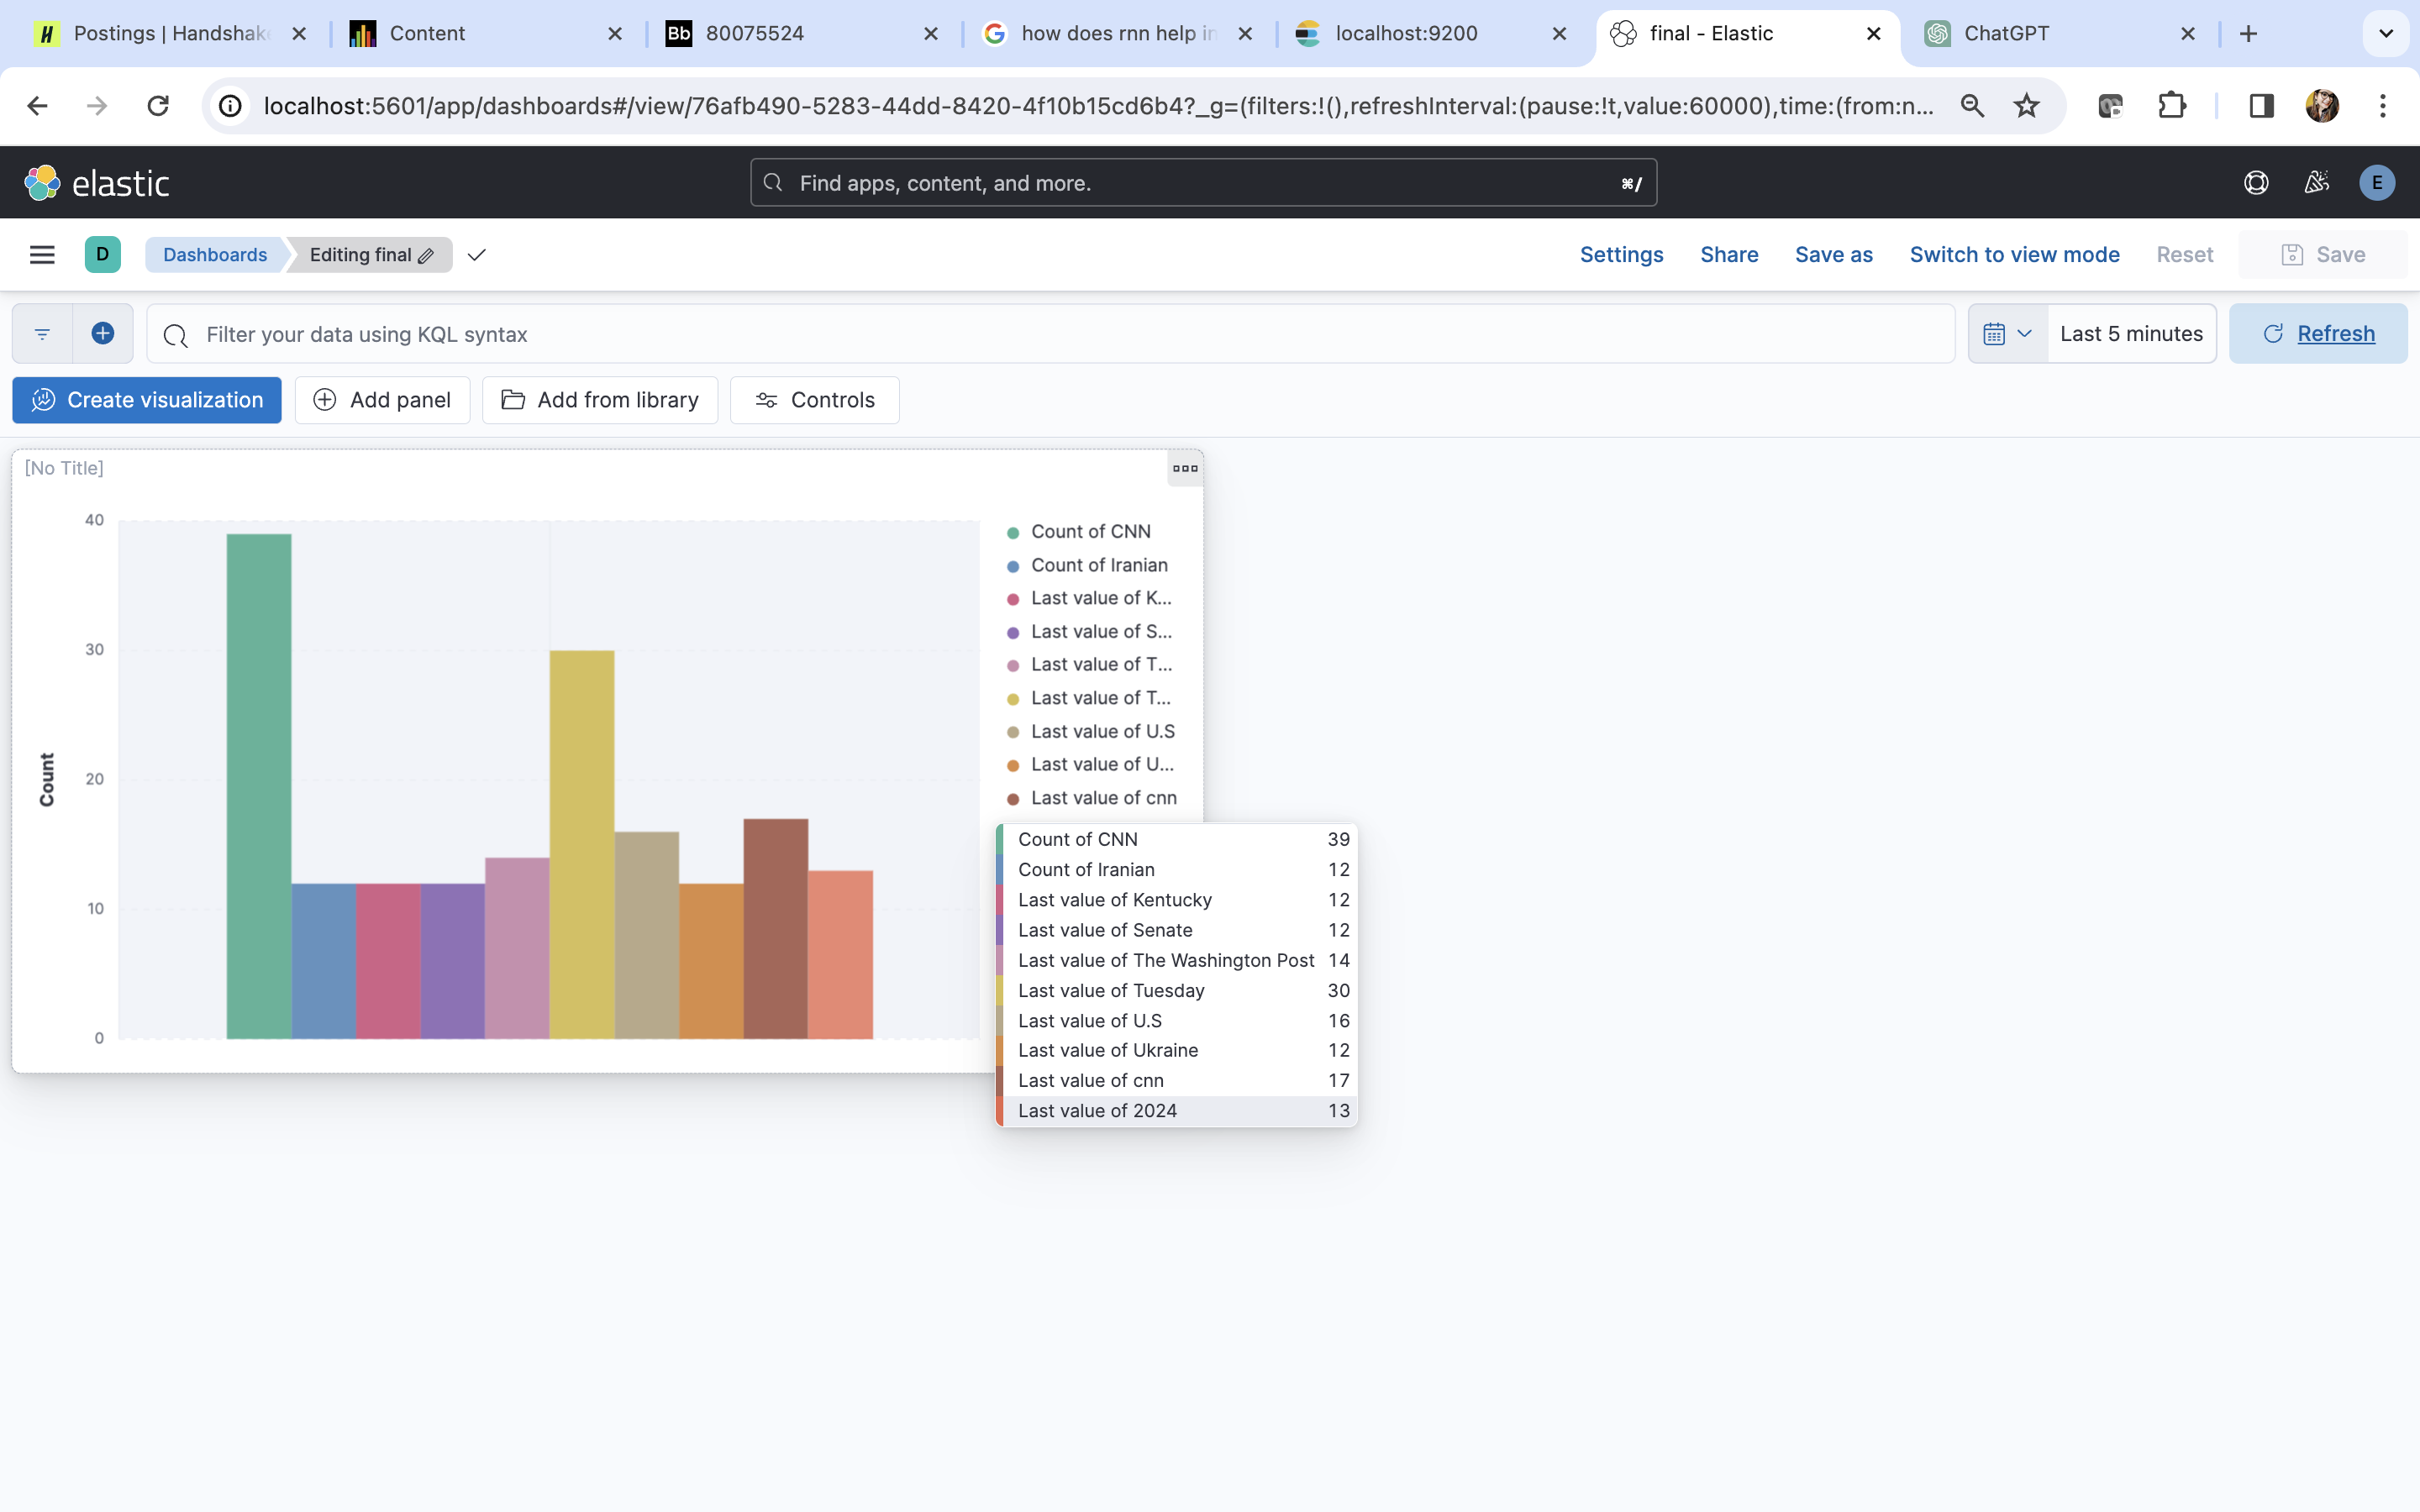 Postings | Handshake
Content
Bb 80075524
how does rnn help in
localhost:9200
final - Elastic
ChatGPT
localhost:5601/app/dashboards#/view/76afb490-5283-44dd-8420-4f10b15cd6b4?_g=(filters:!(),refreshInterval:(pause:!t,value:60000),time:(from:n...
elastic
Find apps, content, and more.
⌘/
E
D
Dashboards
Editing final
Settings
Share
Save as
Switch to view mode
Reset
Save
Filter your data using KQL syntax
Last 5 minutes
Refresh
Create visualization
Add panel
Add from library
Controls
[No Title]
40
30
20
10
0
Count
Count of CNN
Count of Iranian
Last value of K...
Last value of S...
Last value of T...
Last value of T...
Last value of U.S
Last value of U...
Last value of cnn
Count of CNN 39
Count of Iranian 12
Last value of Kentucky 12
Last value of Senate 12
Last value of The Washington Post 14
Last value of Tuesday 30
Last value of U.S 16
Last value of Ukraine 12
Last value of cnn 17
Last value of 2024 13